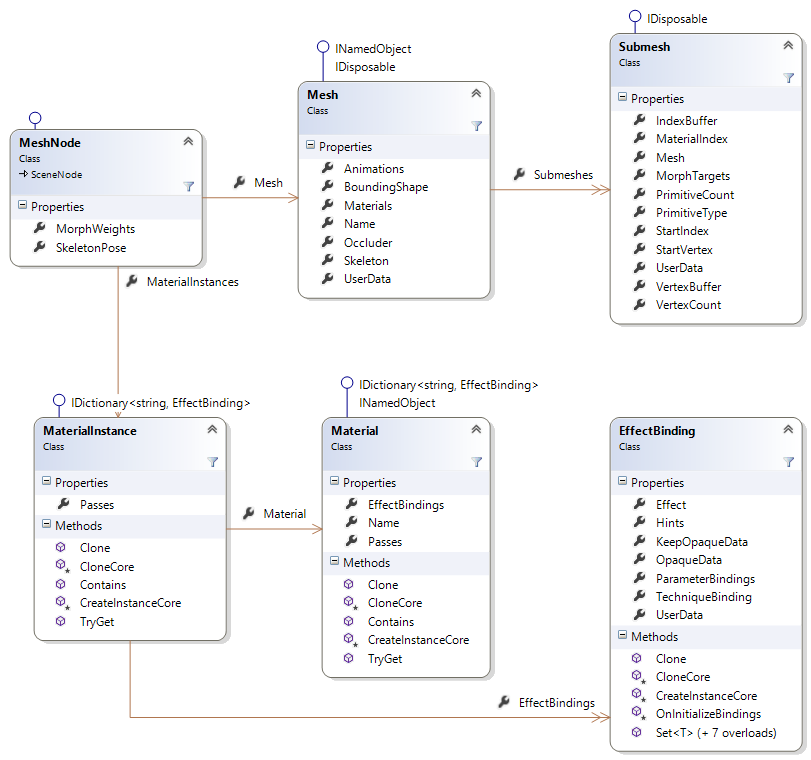 IDisposable
Submesh
Class
Properties
IndexBuffer
MaterialIndex
Mesh
MorphTargets
PrimitiveCount
PrimitiveType
StartIndex
StartVertex
UserData
VertexBuffer
VertexCount
INamedObject
IDisposable
Mesh
Class
Properties
Animations
BoundingShape
Materials
Name
Occluder
Skeleton
UserData
Submeshes
MeshNode
Class
SceneNode
Properties
MorphWeights
SkeletonPose
Mesh
MaterialInstances
IDictionary<string, EffectBinding>
MaterialInstance
Class
Properties
Passes
Methods
Clone
CloneCore
Contains
CreateInstanceCore
TryGet
Material
IDictionary<string, EffectBinding>
INamedObject
Material
Class
Properties
EffectBindings
Name
Passes
Methods
Clone
CloneCore
Contains
CreateInstanceCore
TryGet
EffectBindings
EffectBinding
Class
Properties
Effect
Hints
KeepOpaqueData
OpaqueData
ParameterBindings
TechniqueBinding
UserData
Methods
Clone
CloneCore
CreateInstanceCore
OnInitializeBindings
Set<T> (+ 7 overloads)